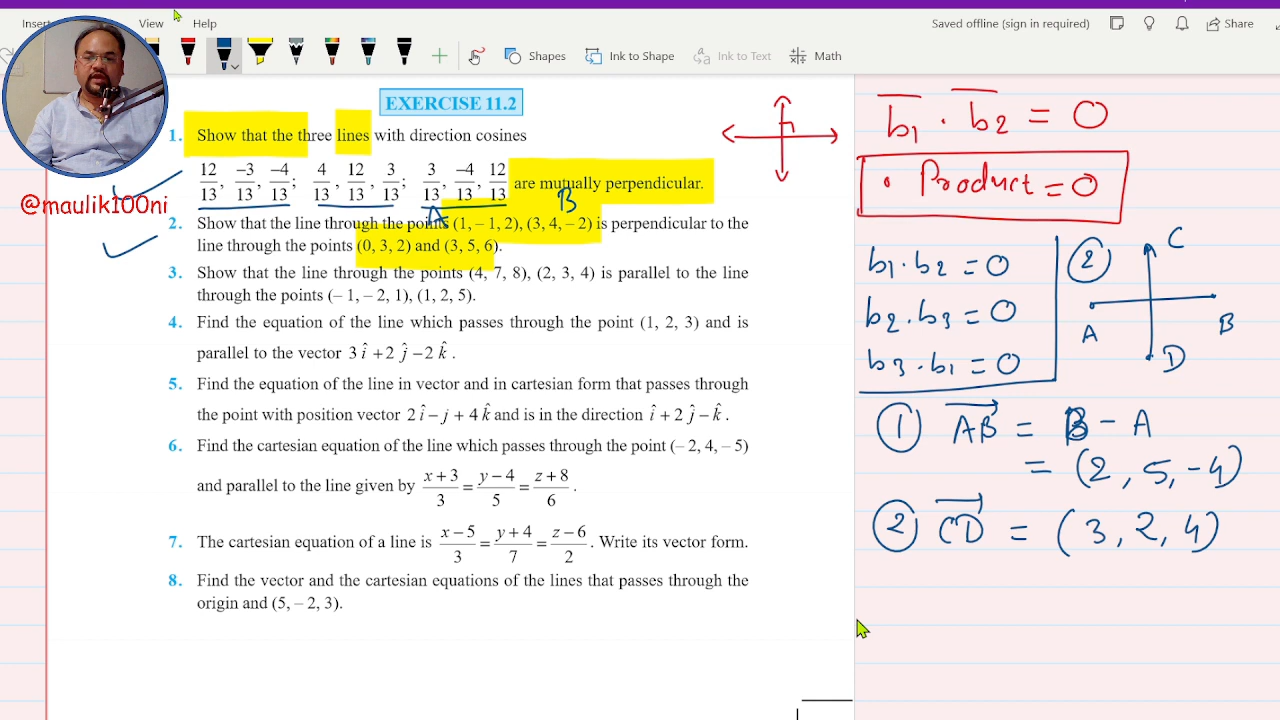 Insert View Help Saved offline (sign in required) Share
Shapes Ink to Shape Ink to Text Math
EXERCISE 11.2
1. Show that the three lines with direction cosines
12/13, −3/13, −4/13; 4/13, 12/13, 3/13; 3/13, −4/13, 12/13 are mutually perpendicular.
@maulik100ni
A B
2. Show that the line through the points (1, – 1, 2), (3, 4, – 2) is perpendicular to the
line through the points (0, 3, 2) and (3, 5, 6).
3. Show that the line through the points (4, 7, 8), (2, 3, 4) is parallel to the line
through the points (– 1, – 2, 1), (1, 2, 5).
4. Find the equation of the line which passes through the point (1, 2, 3) and is
parallel to the vector 3 î + 2 ĵ − 2 k̂ .
5. Find the equation of the line in vector and in cartesian form that passes through
the point with position vector 2 î − j + 4 k̂ and is in the direction î + 2 ĵ − k̂ .
6. Find the cartesian equation of the line which passes through the point (– 2, 4, – 5)
and parallel to the line given by (x + 3)/3 = (y − 4)/5 = (z + 8)/6 .
7. The cartesian equation of a line is (x − 5)/3 = (y + 4)/7 = (z − 6)/2 . Write its vector form.
8. Find the vector and the cartesian equations of the lines that passes through the
origin and (5, – 2, 3).
b̅1 . b̅2 = 0
• Product = 0
b1 . b2 = 0
b2 . b3 = 0
b3 . b1 = 0
② C
A B
D
① AB⃗ = B − A
= (2, 5, −4)
② CD⃗ = (3, 2, 4)